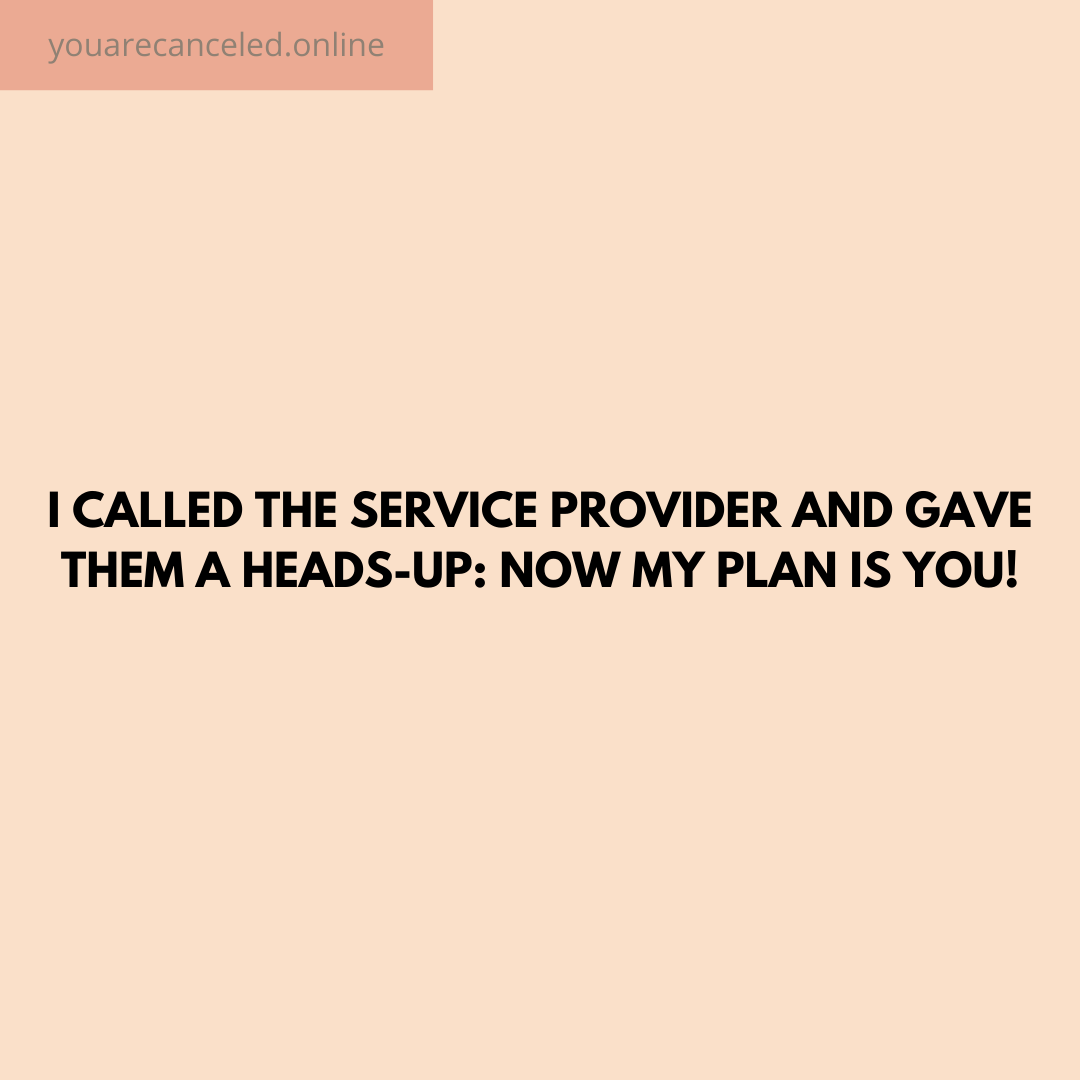 youarecanceled.online
I CALLED THE SERVICE PROVIDER AND GAVE
THEM A HEADS-UP: NOW MY PLAN IS YOU!